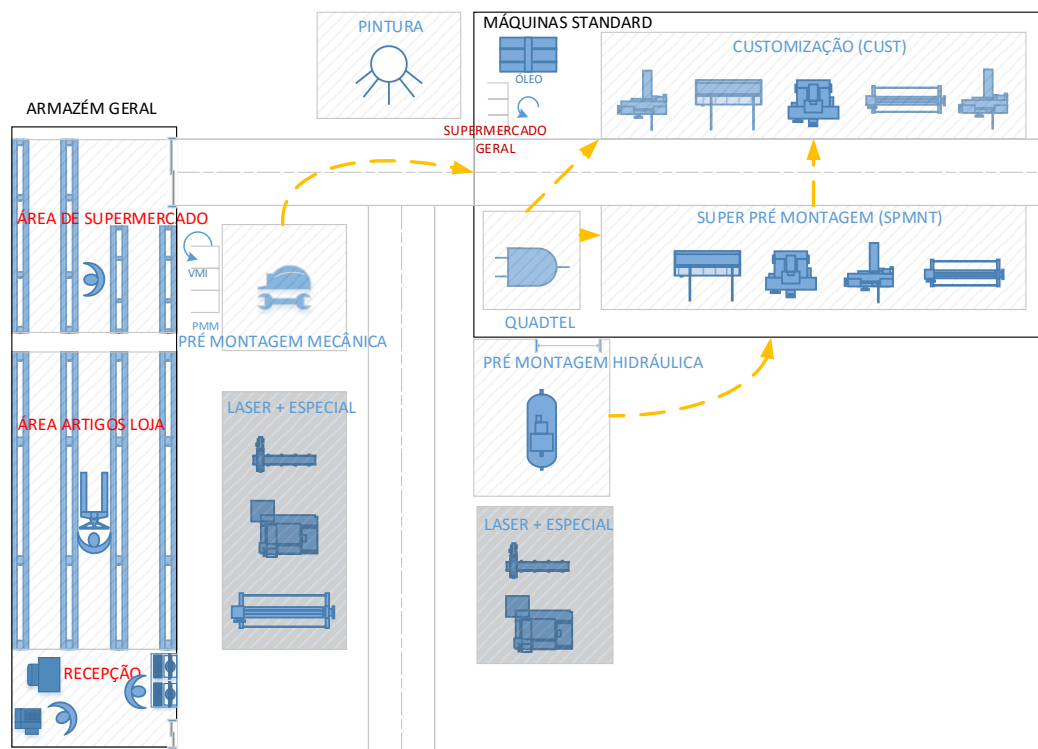 PINTURA
MÁQUINAS STANDARD
CUSTOMIZAÇÃO (CUST)
ÓLEO
SUPERMERCADO
GERAL
ARMAZÉM GERAL
ÁREA DE SUPERMERCADO
VMI
PMM
PRÉ MONTAGEM MECÂNICA
SUPER PRÉ MONTAGEM (SPMNT)
QUADTEL
PRÉ MONTAGEM HIDRÁULICA
ÁREA ARTIGOS LOJA
LASER + ESPECIAL
LASER + ESPECIAL
RECEPÇÃO